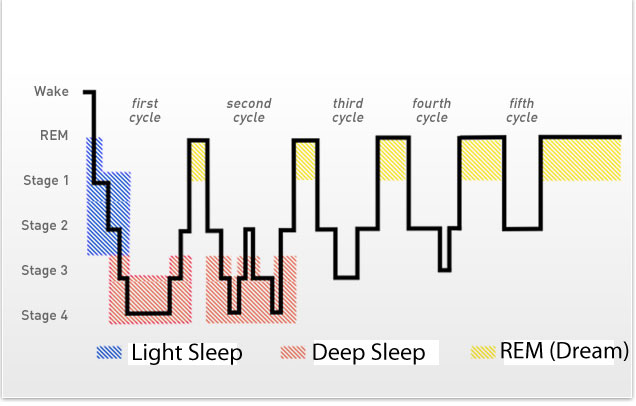 Wake
first
cycle
second
cycle
third
cycle
fourth
cycle
fifth
cycle
REM
Stage 1
Stage 2
Stage 3
Stage 4
Light Sleep
Deep Sleep
REM (Dream)